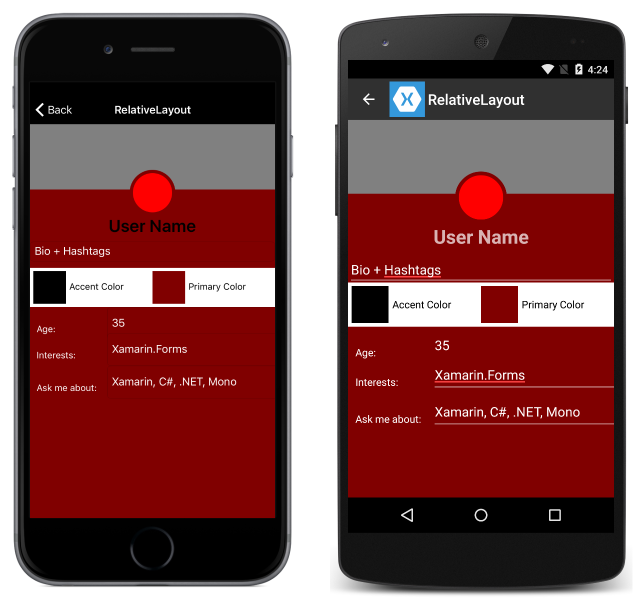 Back RelativeLayout
User Name
Bio + Hashtags
Accent Color Primary Color
Age: 35
Interests: Xamarin.Forms
Ask me about: Xamarin, C#, .NET, Mono
4:24
RelativeLayout
User Name
Bio + Hashtags
Accent Color Primary Color
Age: 35
Interests: Xamarin.Forms
Ask me about: Xamarin, C#, .NET, Mono